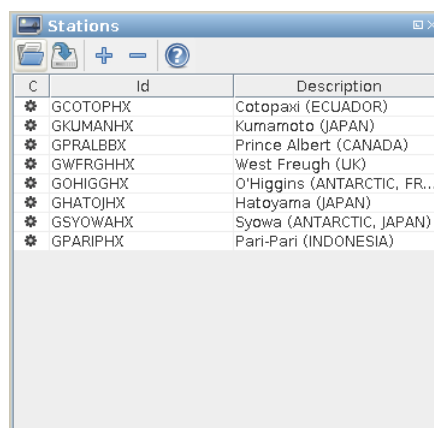 Stations
C Id Description
GCOTOPHX Cotopaxi (ECUADOR)
GKUMANHX Kumamoto (JAPAN)
GPRALBBX Prince Albert (CANADA)
GWFRGHHX West Freugh (UK)
GOHIGGHX O'Higgins (ANTARCTIC, FR...
GHATOJHX Hatoyama (JAPAN)
GSYOWAHX Syowa (ANTARCTIC, JAPAN)
GPARIPHX Pari-Pari (INDONESIA)